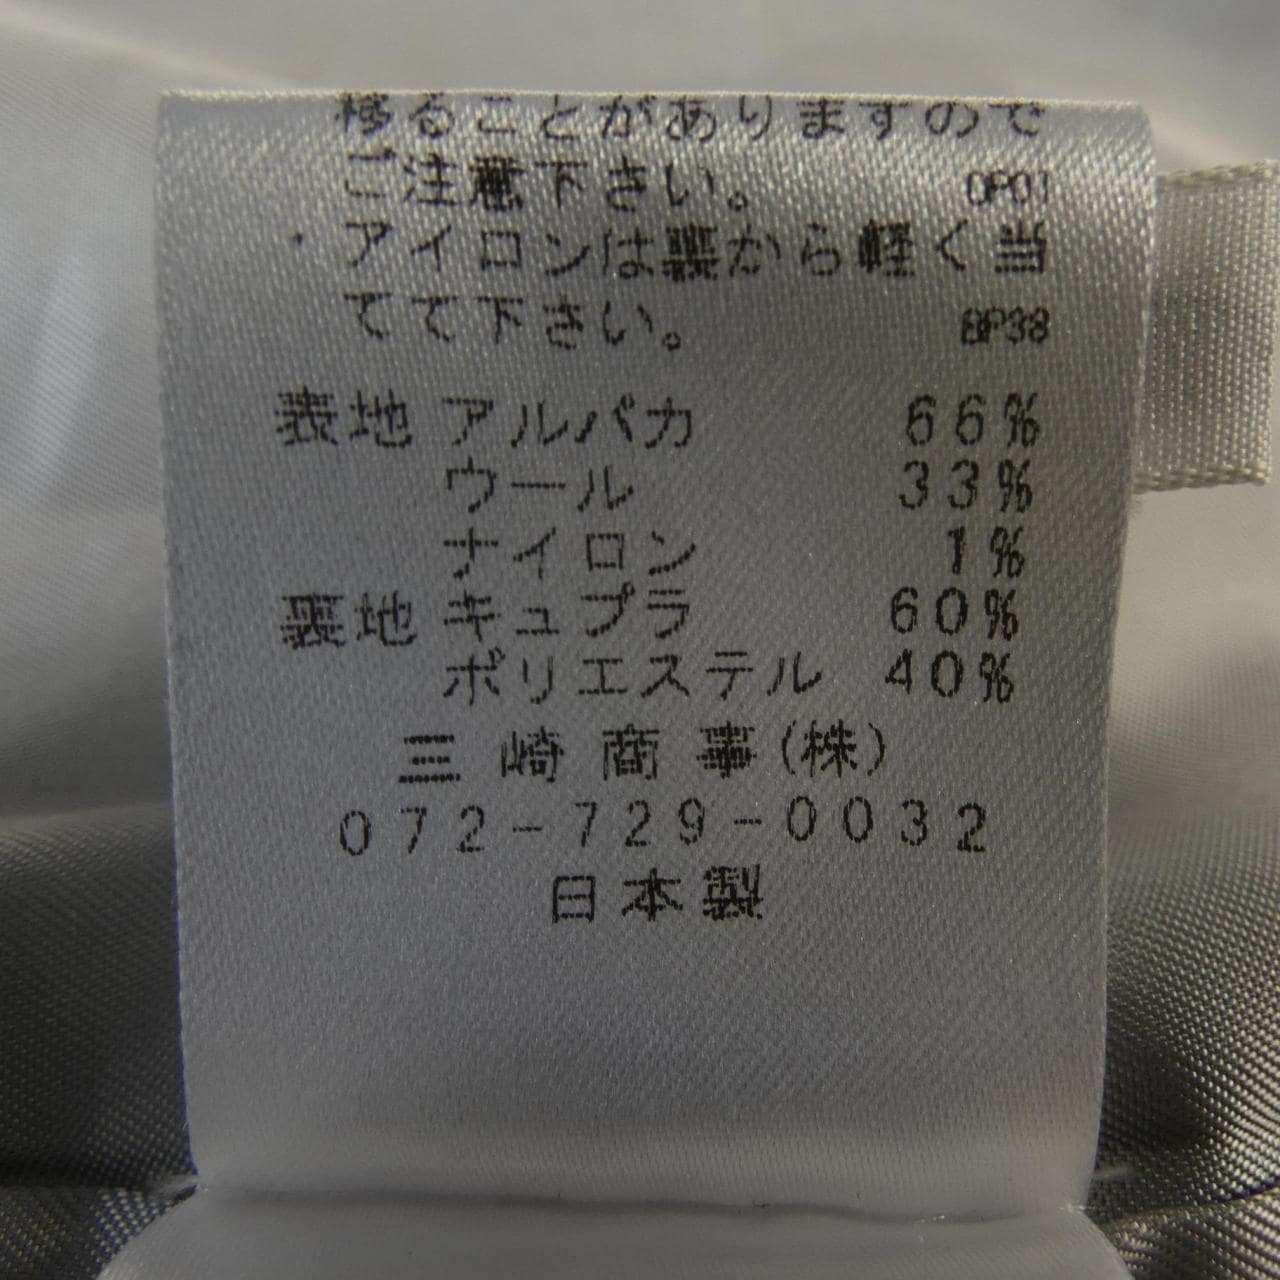 移ることがありますので
ご注意下さい。 OP01
・アイロンは裏から軽く当
てて下さい。 BP38
表地 アルパカ 66%
ウール 33%
ナイロン 1%
裏地 キュプラ 60%
ポリエステル 40%
三崎商事(株)
072-729-0032
日本製